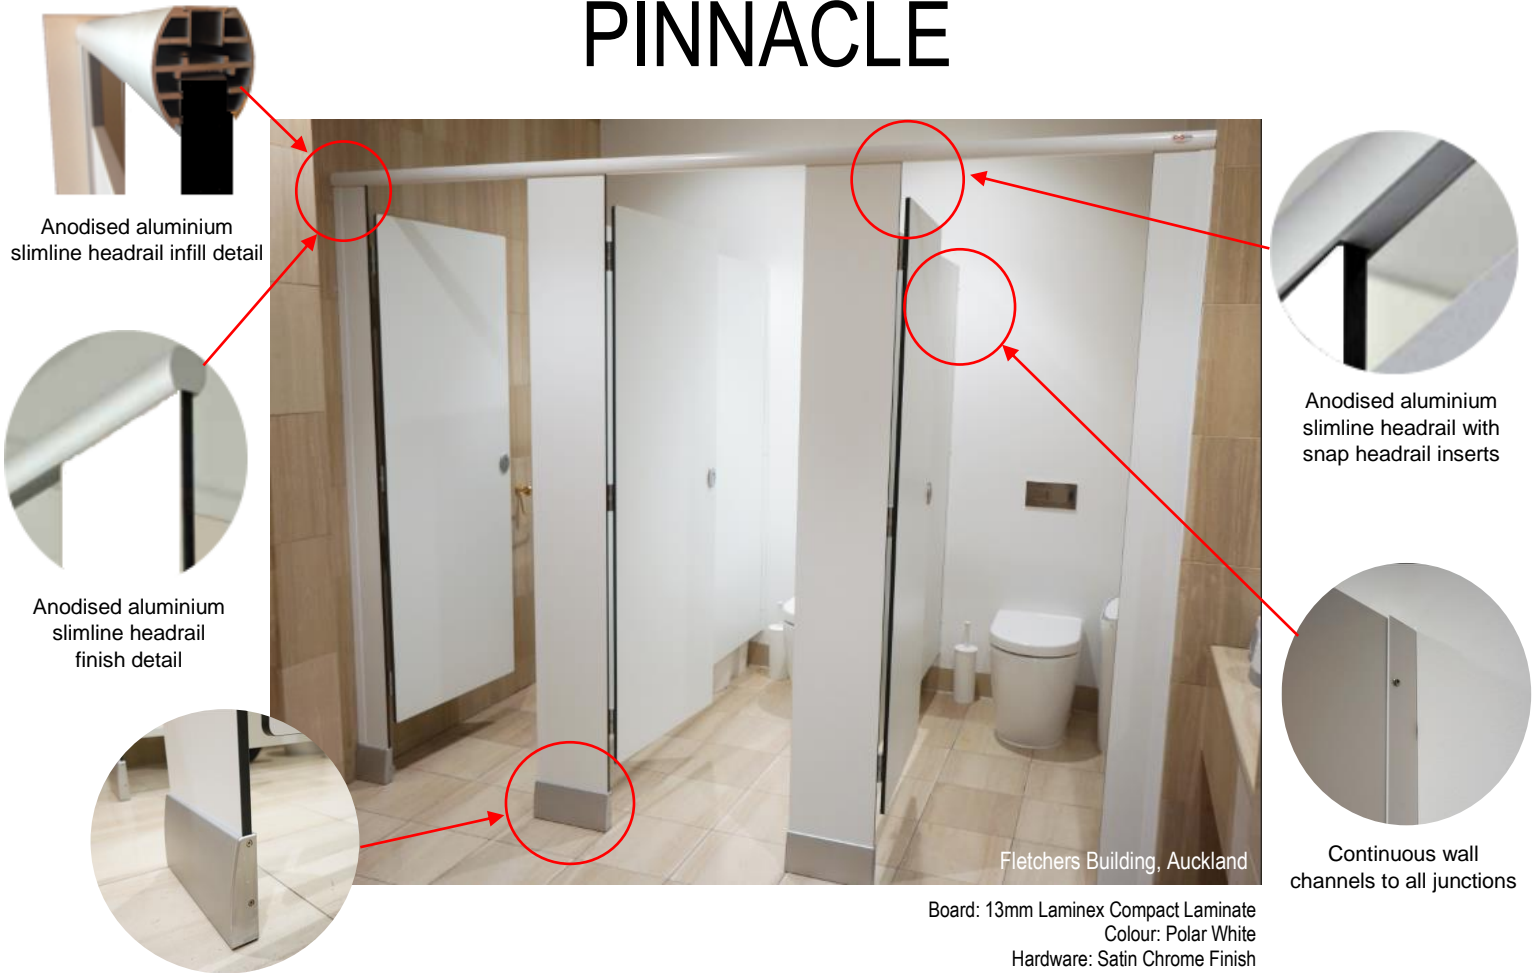 PINNACLE
Anodised aluminium
slimline headrail infill detail
Anodised aluminium
slimline headrail
finish detail
Anodised aluminium
slimline headrail with
snap headrail inserts
Continuous wall
channels to all junctions
Fletchers Building, Auckland
Board: 13mm Laminex Compact Laminate
Colour: Polar White
Hardware: Satin Chrome Finish